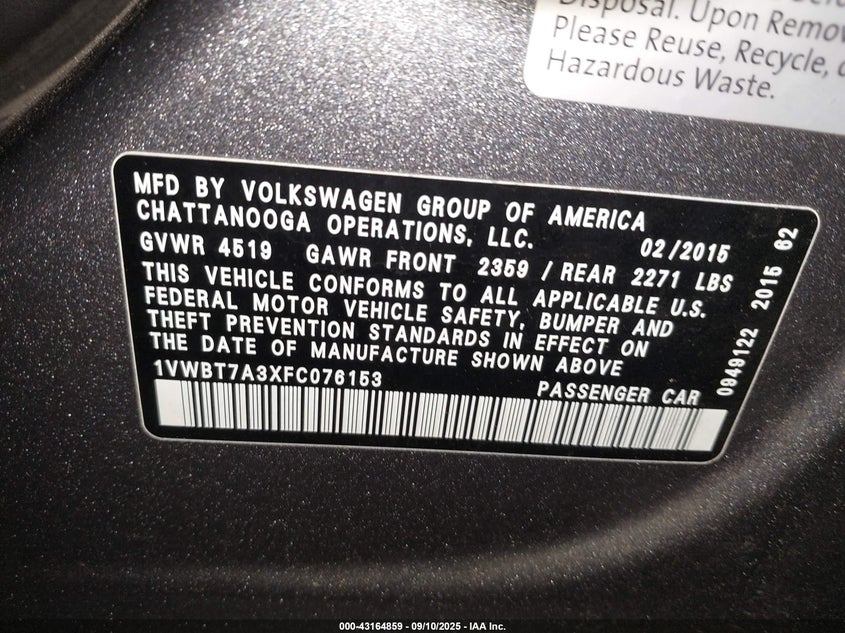 Disposal. Upon Remov
Please Reuse, Recycle,
Hazardous Waste.
MFD BY VOLKSWAGEN GROUP OF AMERICA
CHATTANOOGA OPERATIONS, LLC. 02/2015
GVWR 4519 GAWR FRONT 2359 / REAR 2271 LBS
THIS VEHICLE CONFORMS TO ALL APPLICABLE U.S.
FEDERAL MOTOR VEHICLE SAFETY, BUMPER AND
THEFT PREVENTION STANDARDS IN EFFECT ON
THE DATE OF MANUFACTURE SHOWN ABOVE
1VWBT7A3XFC076153 PASSENGER CAR
0949122 2015 62
000-43164859 - 09/10/2025 - IAA Inc.